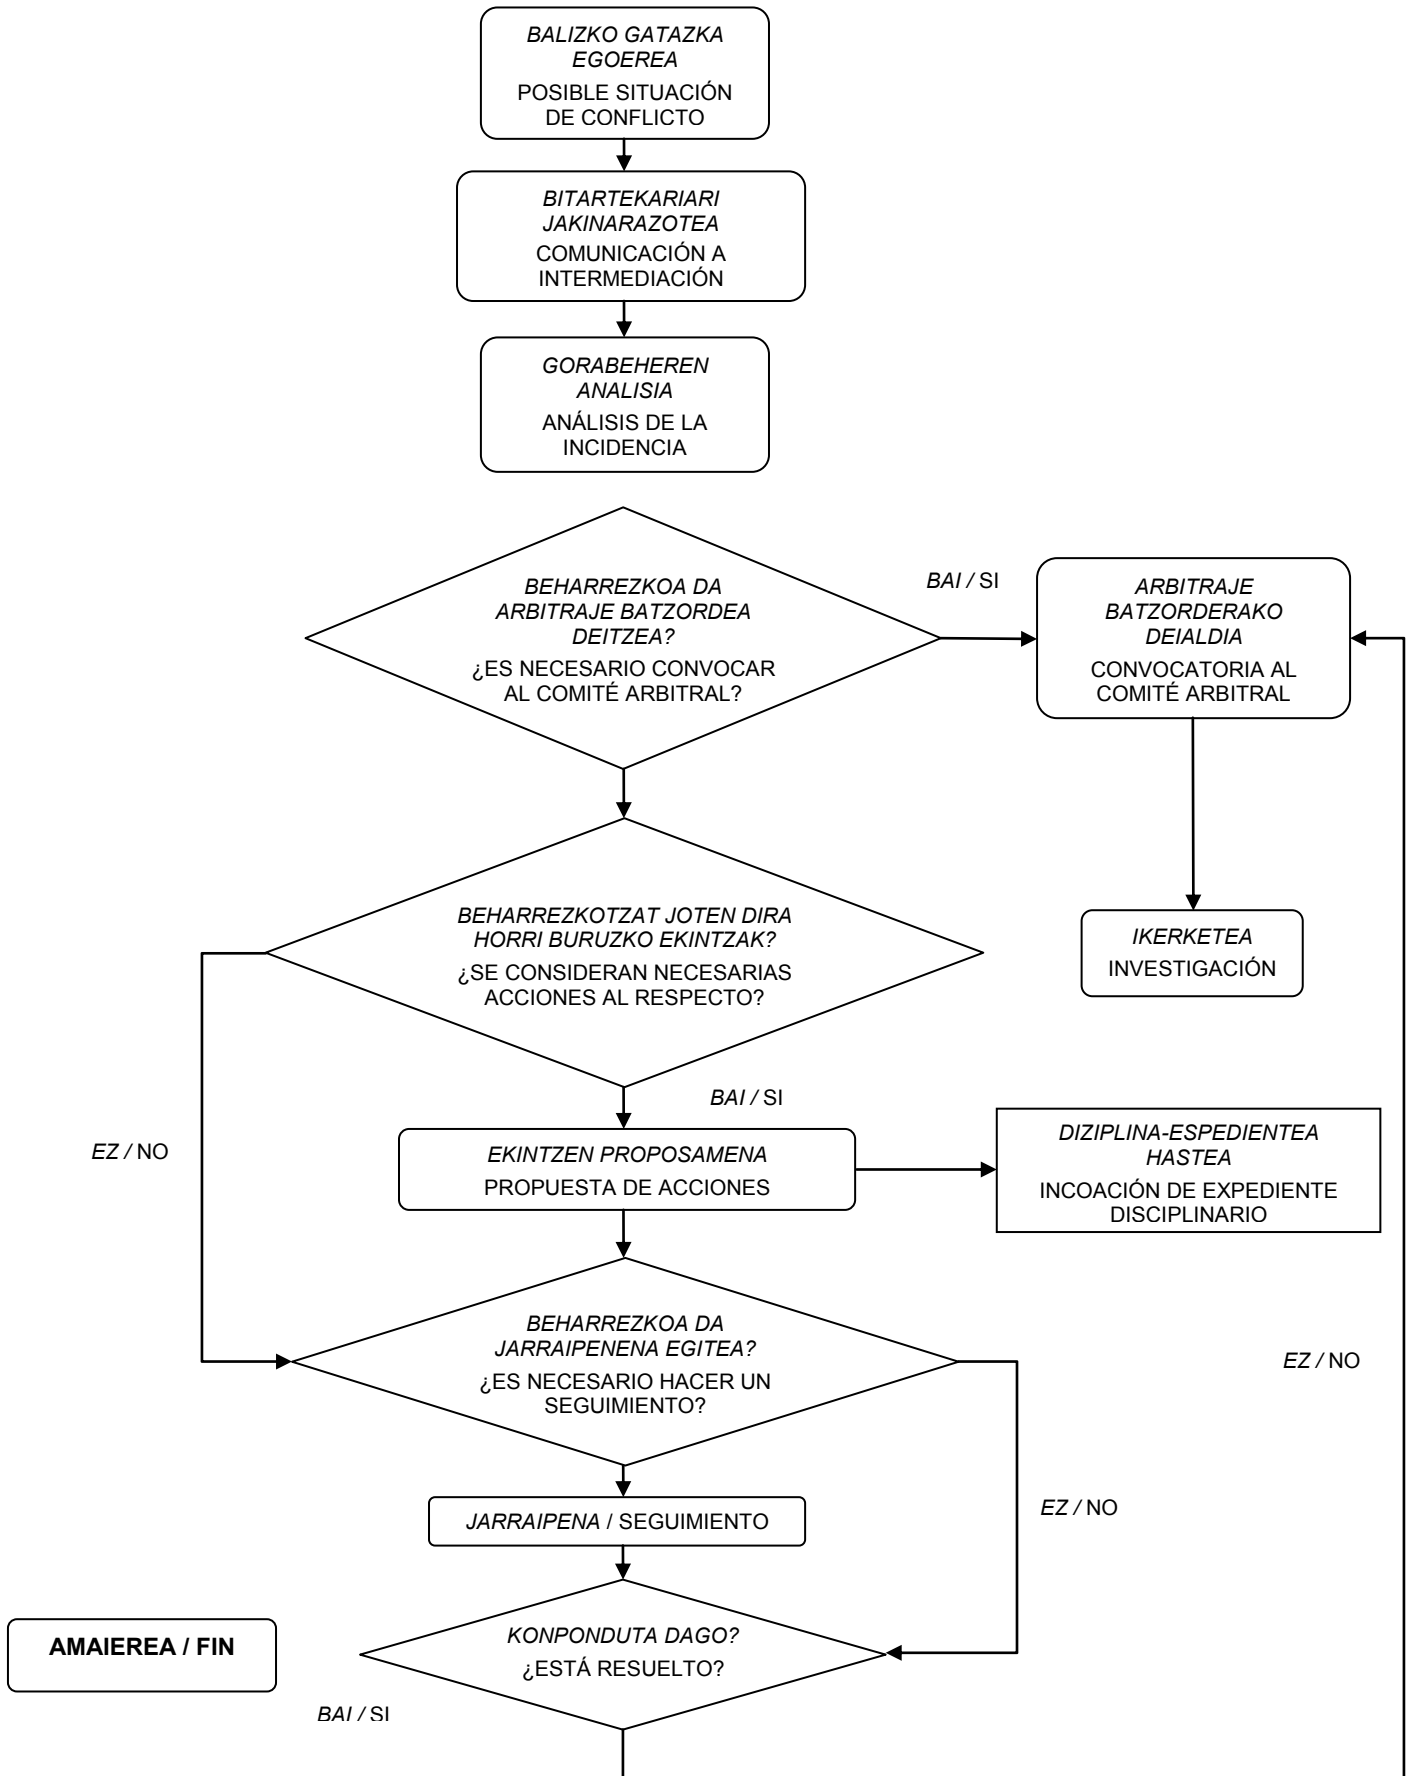 BALIZKO GATAZKA
EGOEREA
POSIBLE SITUACIÓN
DE CONFLICTO
BITARTEKARIARI
JAKINARAZOTEA
COMUNICACIÓN A
INTERMEDIACIÓN
GORABEHEREN
ANALISIA
ANÁLISIS DE LA
INCIDENCIA
BEHARREZKOA DA
ARBITRAJE BATZORDEA
DEITZEA?
¿ES NECESARIO CONVOCAR
AL COMITÉ ARBITRAL?
BAI / SI
ARBITRAJE
BATZORDERAKO
DEIALDIA
CONVOCATORIA AL
COMITÉ ARBITRAL
BEHARREZKOTZAT JOTEN DIRA
HORRI BURUZKO EKINTZAK?
¿SE CONSIDERAN NECESARIAS
ACCIONES AL RESPECTO?
IKERKETEA
INVESTIGACIÓN
BAI / SI
EZ / NO
EKINTZEN PROPOSAMENA
PROPUESTA DE ACCIONES
DIZIPLINA-ESPEDIENTEA
HASTEA
INCOACIÓN DE EXPEDIENTE
DISCIPLINARIO
BEHARREZKOA DA
JARRAIPENENA EGITEA?
¿ES NECESARIO HACER UN
SEGUIMIENTO?
EZ / NO
EZ / NO
JARRAIPENA / SEGUIMIENTO
AMAIEREA / FIN
KONPONDUTA DAGO?
¿ESTÁ RESUELTO?
BAI / SI